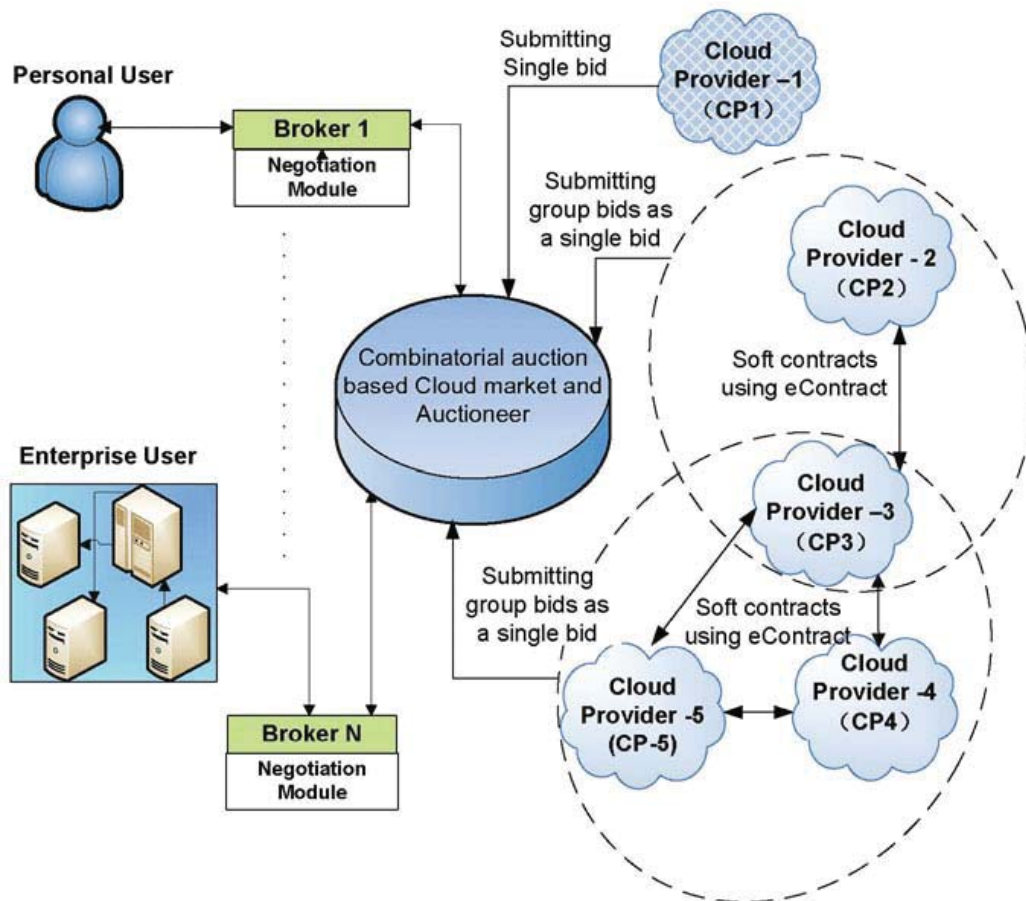 Personal User
Broker 1
Negotiation
Module
Submitting
Single bid
Cloud
Provider –1
(CP1)
Submitting
group bids as
a single bid
Cloud
Provider - 2
(CP2)
Combinatorial auction
based Cloud market and
Auctioneer
Soft contracts
using eContract
Enterprise User
Cloud
Provider –3
(CP3)
Submitting
group bids as
a single bid
Soft contracts
using eContract
Cloud
Provider -5
(CP-5)
Cloud
Provider -4
(CP4)
Broker N
Negotiation
Module